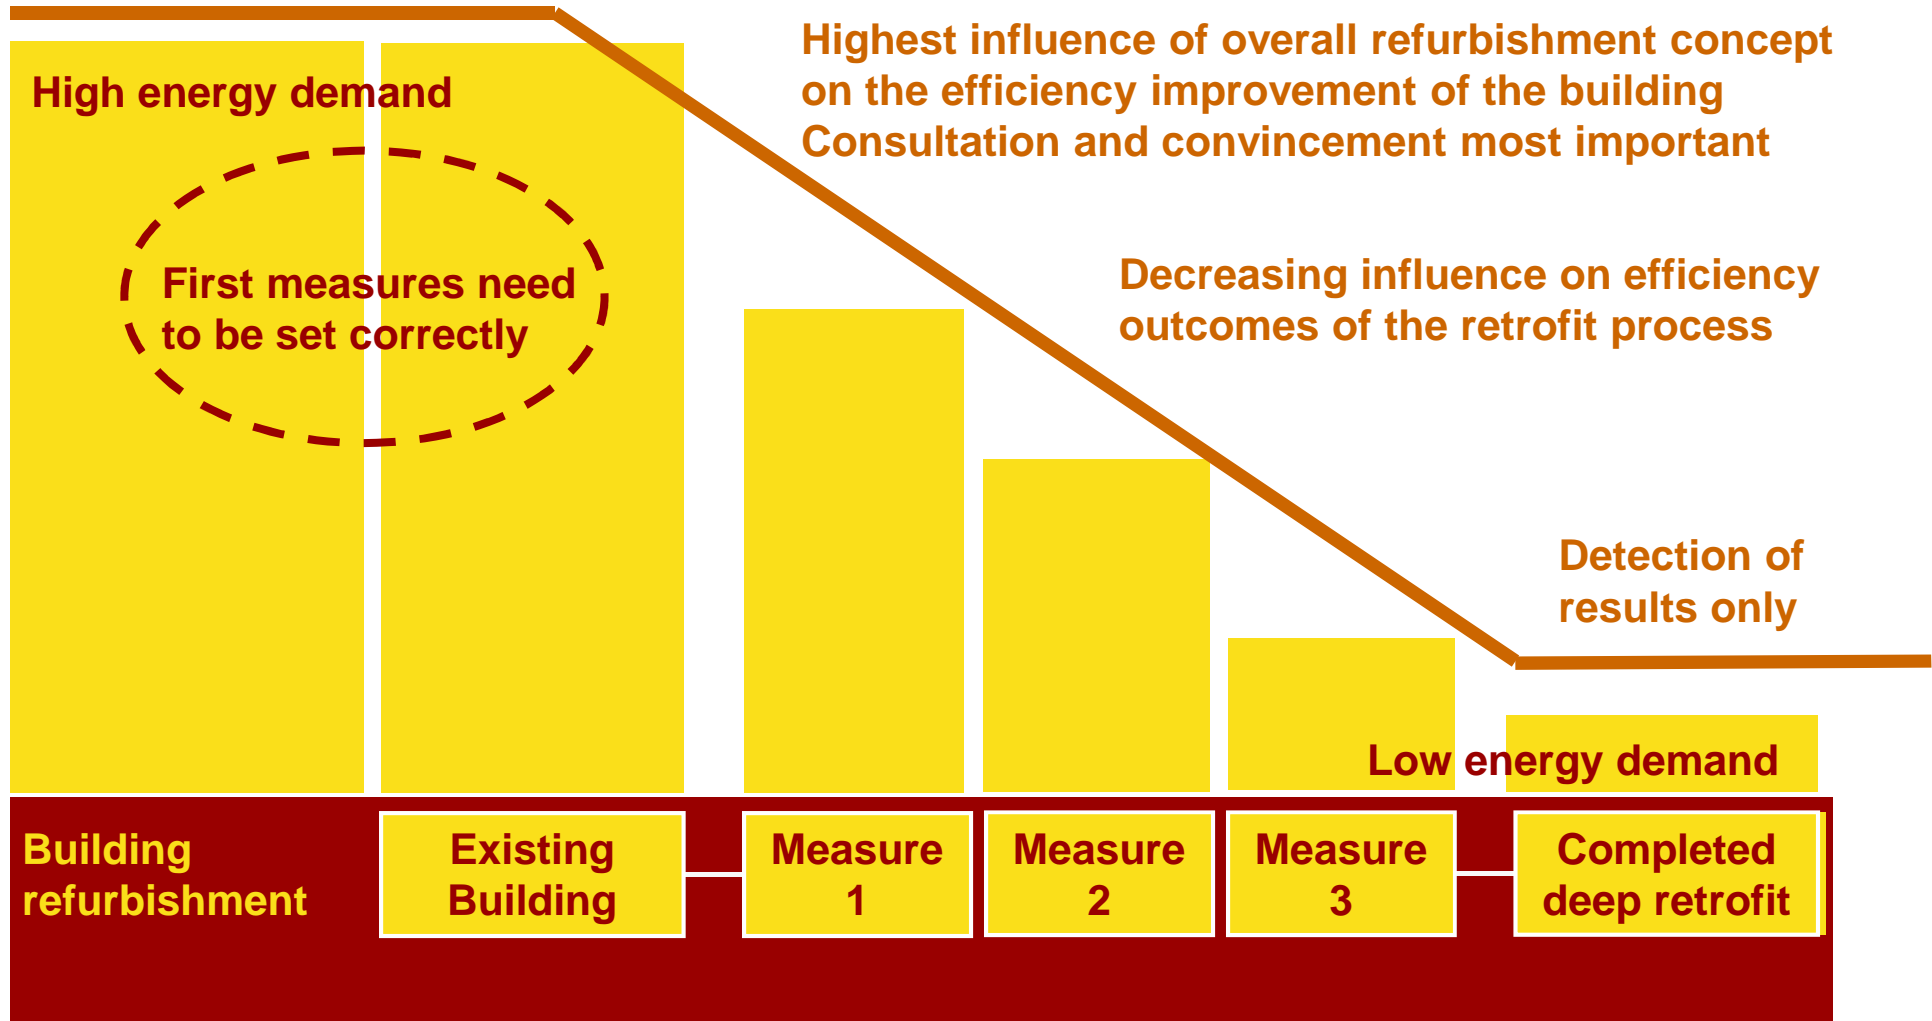 Highest influence of overall refurbishment concept
on the efficiency improvement of the building
Consultation and convincement most important
High energy demand
First measures need
to be set correctly
Decreasing influence on efficiency
outcomes of the retrofit process
Detection of
results only
Low energy demand
Building
refurbishment
Existing
Building
Measure
1
Measure
2
Measure
3
Completed
deep retrofit